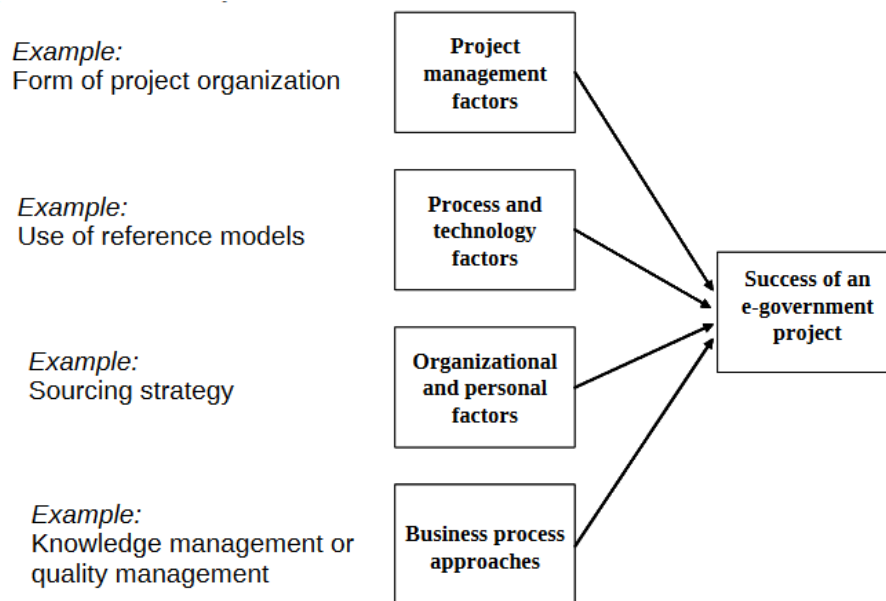 Example:
Form of project organization
Project
management
factors
Example:
Use of reference models
Process and
technology
factors
Success of an
e-government
project
Example:
Sourcing strategy
Organizational
and personal
factors
Example:
Knowledge management or
quality management
Business process
approaches